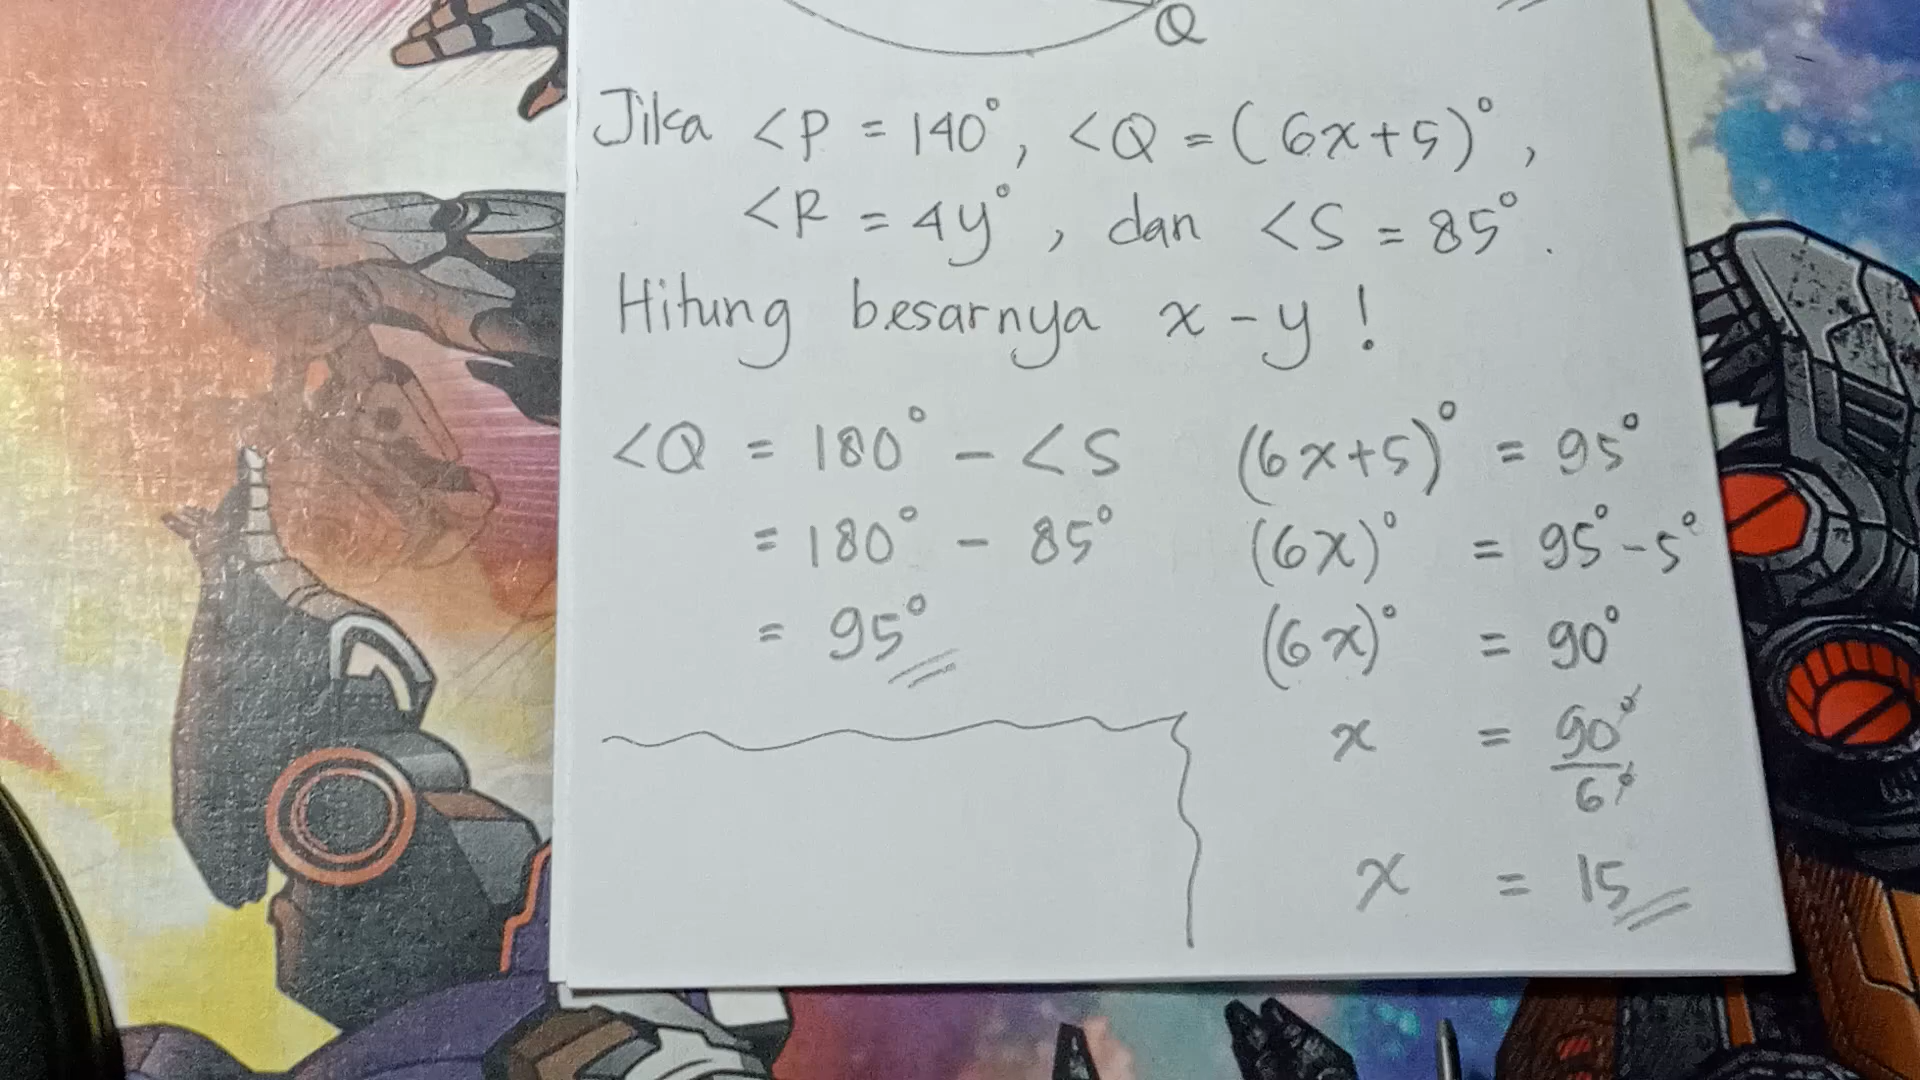 Q
Jika <P = 140°, <Q = (6x+5)°,
<R = 4y°, dan <S = 85°.
Hitung besarnya x - y!
<Q = 180° - <S
= 180° - 85°
= 95°
(6x+5)° = 95°
(6x)° = 95° - 5°
(6x)° = 90°
x = 90°/6°
x = 15